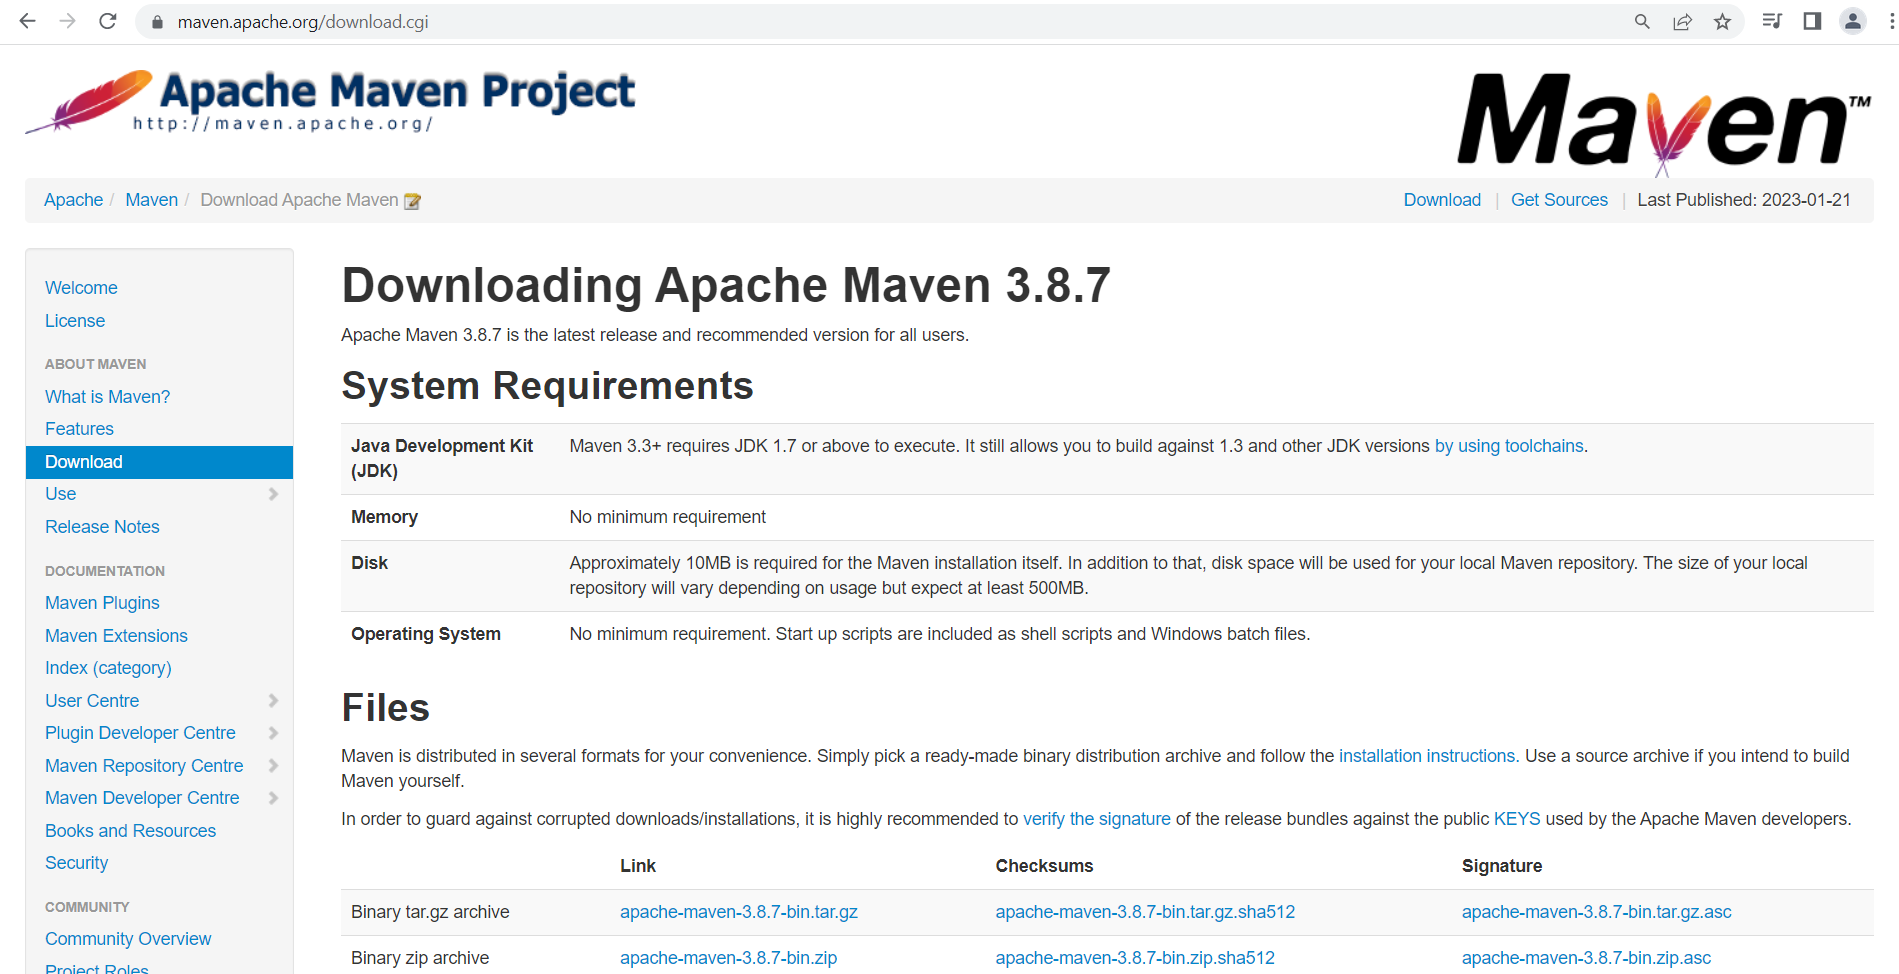 maven.apache.org/download.cgi
Apache Maven Project
http://maven.apache.org/
Maven™
Apache / Maven / Download Apache Maven
Download | Get Sources | Last Published: 2023-01-21
Welcome
License
ABOUT MAVEN
What is Maven?
Features
Download
Use
Release Notes
DOCUMENTATION
Maven Plugins
Maven Extensions
Index (category)
User Centre
Plugin Developer Centre
Maven Repository Centre
Maven Developer Centre
Books and Resources
Security
COMMUNITY
Community Overview
Project Roles
Downloading Apache Maven 3.8.7
Apache Maven 3.8.7 is the latest release and recommended version for all users.
System Requirements
Java Development Kit (JDK)
Maven 3.3+ requires JDK 1.7 or above to execute. It still allows you to build against 1.3 and other JDK versions by using toolchains.
Memory
No minimum requirement
Disk
Approximately 10MB is required for the Maven installation itself. In addition to that, disk space will be used for your local Maven repository. The size of your local
repository will vary depending on usage but expect at least 500MB.
Operating System
No minimum requirement. Start up scripts are included as shell scripts and Windows batch files.
Files
Maven is distributed in several formats for your convenience. Simply pick a ready-made binary distribution archive and follow the installation instructions. Use a source archive if you intend to build
Maven yourself.
In order to guard against corrupted downloads/installations, it is highly recommended to verify the signature of the release bundles against the public KEYS used by the Apache Maven developers.
Link Checksums Signature
Binary tar.gz archive apache-maven-3.8.7-bin.tar.gz apache-maven-3.8.7-bin.tar.gz.sha512 apache-maven-3.8.7-bin.tar.gz.asc
Binary zip archive apache-maven-3.8.7-bin.zip apache-maven-3.8.7-bin.zip.sha512 apache-maven-3.8.7-bin.zip.asc